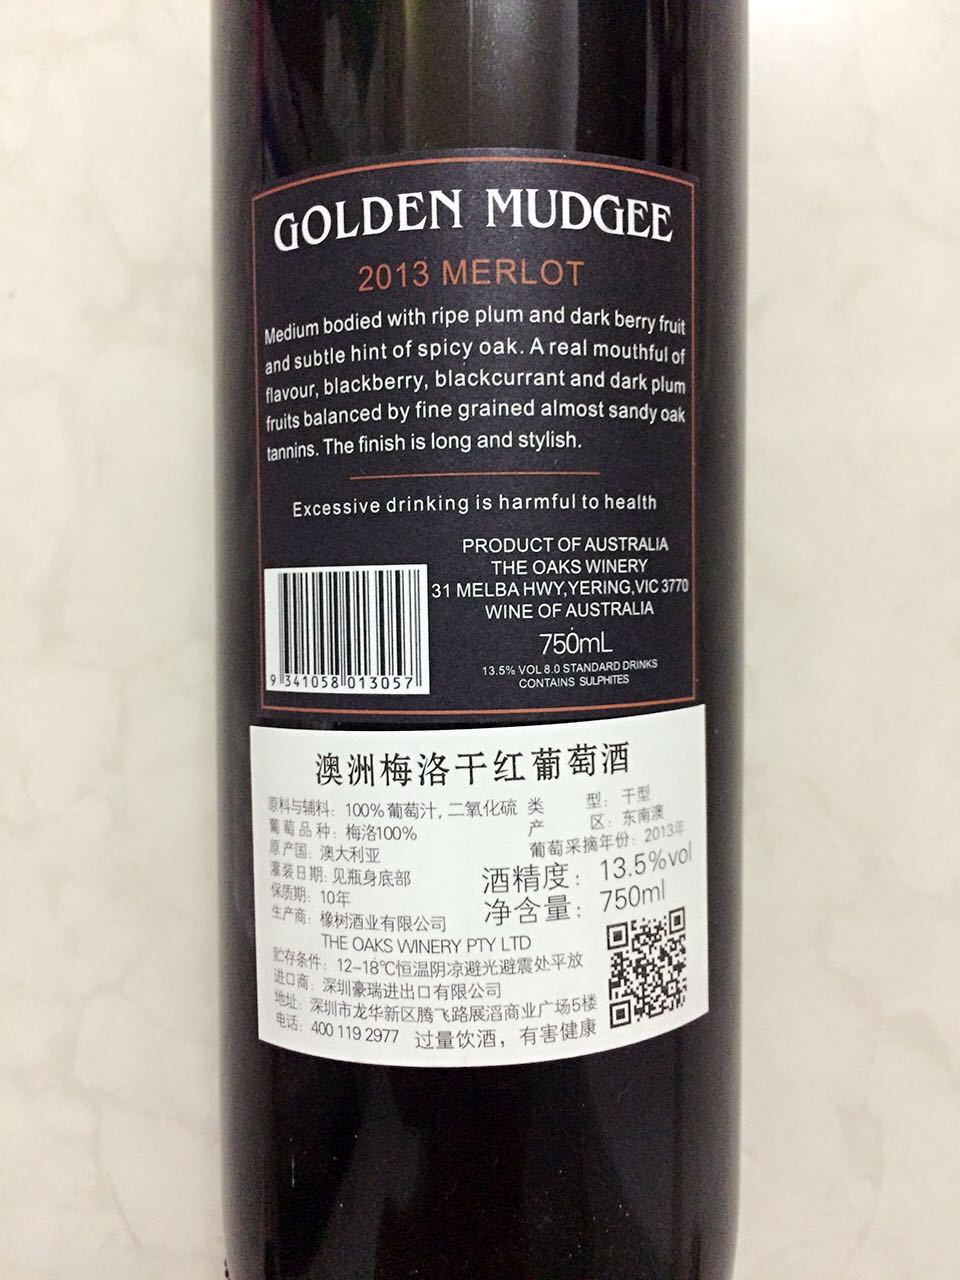 GOLDEN MUDGEE
2013 MERLOT
Medium bodied with ripe plum and dark berry fruit
and subtle hint of spicy oak. A real mouthful of
flavour, blackberry, blackcurrant and dark plum
fruits balanced by fine grained almost sandy oak
tannins. The finish is long and stylish.
Excessive drinking is harmful to health
PRODUCT OF AUSTRALIA
THE OAKS WINERY
31 MELBA HWY,YERING,VIC 3770
WINE OF AUSTRALIA
750mL
13.5% VOL 8.0 STANDARD DRINKS
CONTAINS SULPHITES
9 341058 013057
澳洲梅洛干红葡萄酒
原料与辅料: 100%葡萄汁, 二氧化硫
葡萄品种: 梅洛100%
原产国: 澳大利亚
灌装日期: 见瓶身底部
保质期: 10年
生产商: 橡树酒业有限公司
THE OAKS WINERY PTY LTD
类 型: 干型
产 区: 东南澳
葡萄采摘年份: 2013年
酒精度: 13.5%vol
净含量: 750ml
贮存条件: 12-18℃恒温阴凉避光避震处平放
进口商: 深圳豪瑞进出口有限公司
地址: 深圳市龙华新区腾飞路展滔商业广场5楼
电话: 400 119 2977 过量饮酒, 有害健康